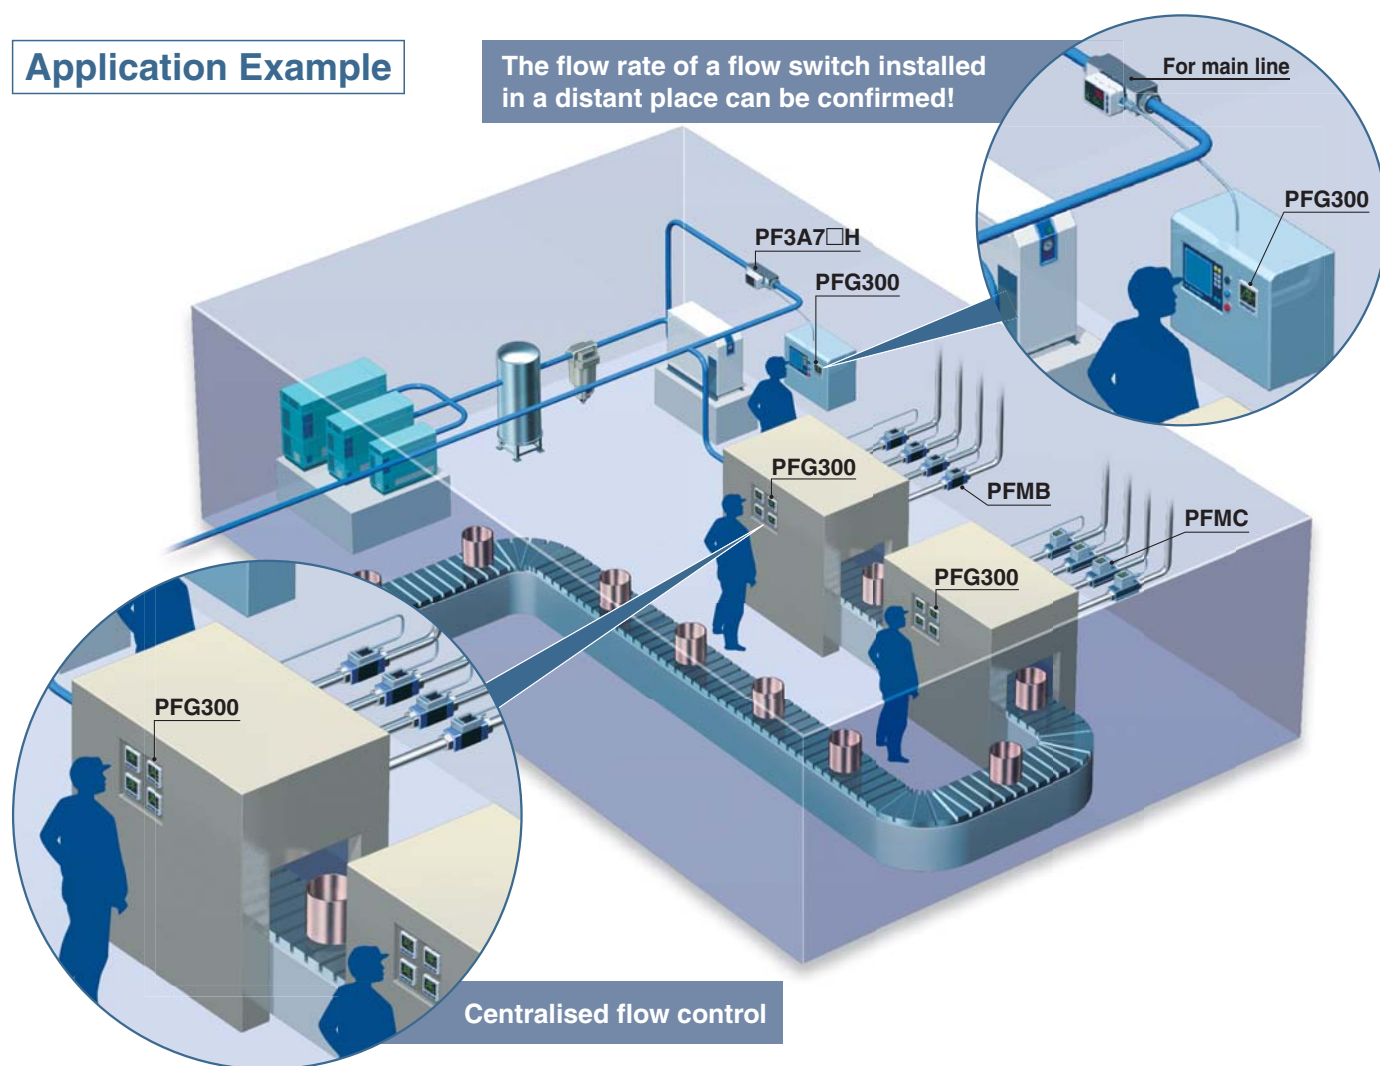 Application Example
The flow rate of a flow switch installed
in a distant place can be confirmed!
For main line
PFG300
PF3A7□H
PFG300
PFG300
PFMB
PFMC
PFG300
PFG300
Centralised flow control